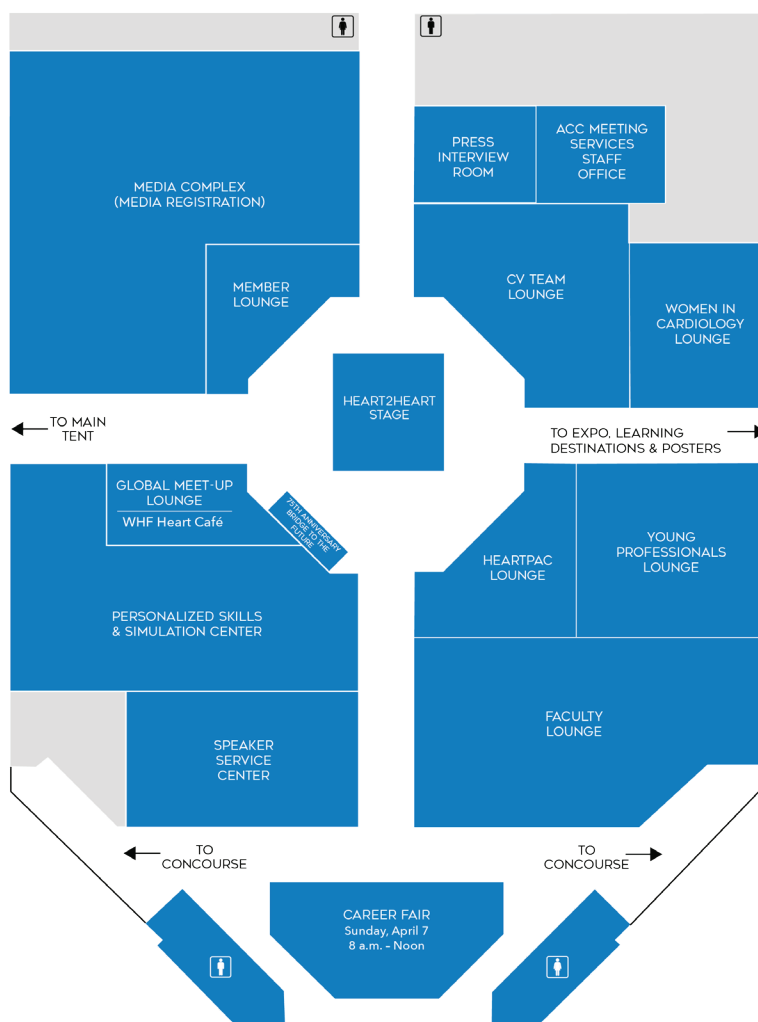 PRESS
INTERVIEW
ROOM
ACC MEETING
SERVICES
STAFF
OFFICE
MEDIA COMPLEX
(MEDIA REGISTRATION)
MEMBER
LOUNGE
CV TEAM
LOUNGE
WOMEN IN
CARDIOLOGY
LOUNGE
HEART2HEART
STAGE
TO MAIN
TENT
TO EXPO, LEARNING
DESTINATIONS & POSTERS
GLOBAL MEET-UP
LOUNGE
WHF Heart Café
75TH ANNIVERSARY
BRIDGE TO THE
FUTURE
HEARTPAC
LOUNGE
YOUNG
PROFESSIONALS
LOUNGE
PERSONALIZED SKILLS
& SIMULATION CENTER
SPEAKER
SERVICE
CENTER
FACULTY
LOUNGE
TO
CONCOURSE
TO
CONCOURSE
CAREER FAIR
Sunday, April 7
8 a.m. – Noon